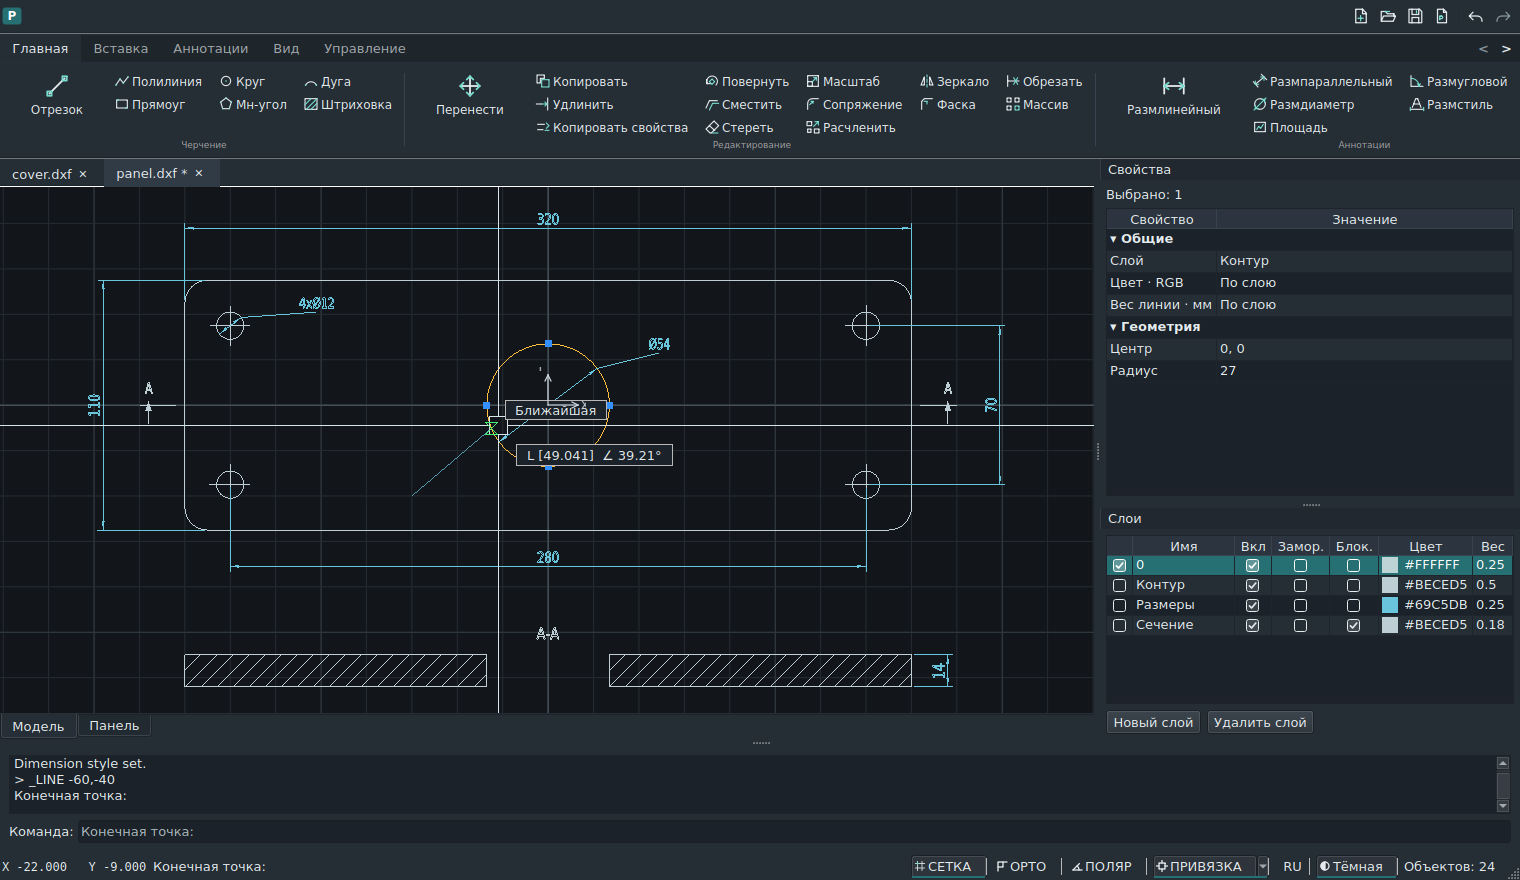 P
Главная Вставка Аннотации Вид Управление < >
Отрезок
Полилиния Круг Дуга
Прямоуг Мн-угол Штриховка
Черчение
Перенести
Копировать Повернуть Масштаб Зеркало Обрезать
Удлинить Сместить Сопряжение Фаска Массив
Копировать свойства Стереть Расчленить
Редактирование
Размлинейный
Размпараллельный Размугловой
Размдиаметр Размстиль
Площадь
Аннотации
cover.dxf × panel.dxf * ×
320
4xØ12
Ø54
110
A
A
70
Ближайшая
L [49.041] ∠ 39.21°
280
A-A
14
Модель Панель
Свойства
Выбрано: 1
Свойство Значение
▾ Общие
Слой Контур
Цвет · RGB По слою
Вес линии · мм По слою
▾ Геометрия
Центр 0, 0
Радиус 27
Слои
Имя Вкл Замор. Блок. Цвет Вес
0 #FFFFFF 0.25
Контур #BECED5 0.5
Размеры #69C5DB 0.25
Сечение #BECED5 0.18
Новый слой Удалить слой
Dimension style set.
> _LINE -60,-40
Конечная точка:
Команда: Конечная точка:
X -22.000 Y -9.000 Конечная точка: СЕТКА ОРТО ПОЛЯР ПРИВЯЗКА RU Тёмная Объектов: 24